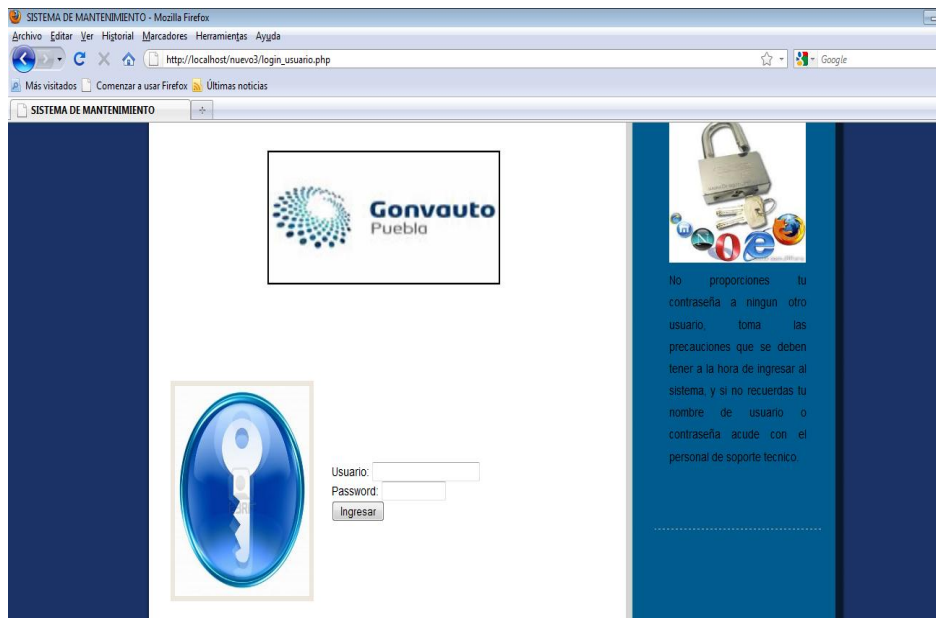 SISTEMA DE MANTENIMIENTO - Mozilla Firefox
Archivo Editar Ver Historial Marcadores Herramientas Ayuda
http://localhost/nuevo3/login_usuario.php
Google
Más visitados Comenzar a usar Firefox Últimas noticias
SISTEMA DE MANTENIMIENTO
Gonvauto
Puebla
No proporciones tu
contraseña a ningun otro
usuario, toma las
precauciones que se deben
tener a la hora de ingresar al
sistema, y si no recuerdas tu
nombre de usuario o
contraseña acude con el
personal de soporte tecnico.
Usuario:
Password:
Ingresar